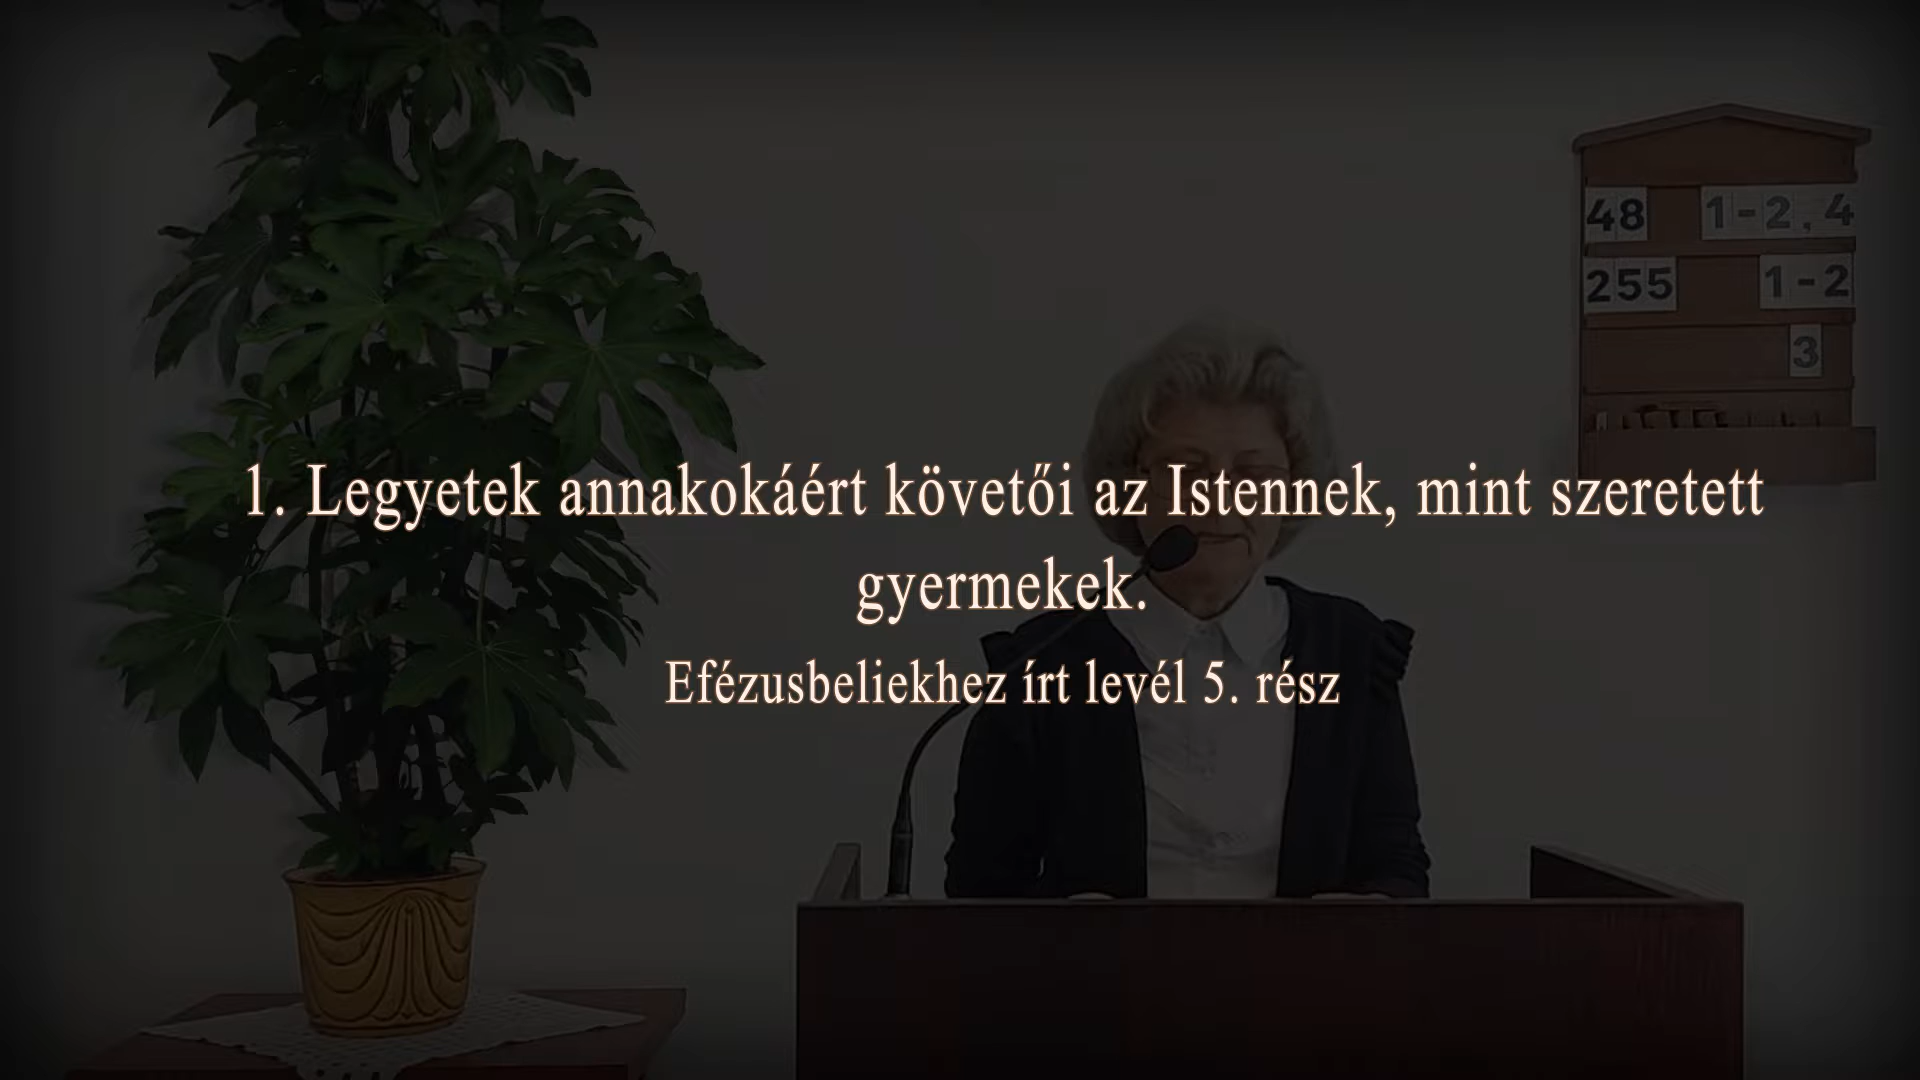 48 1-2,4
255 1-2
3
1. Legyetek annakokáért követői az Istennek, mint szeretett
gyermekek.
Efézusbeliekhez írt levél 5. rész